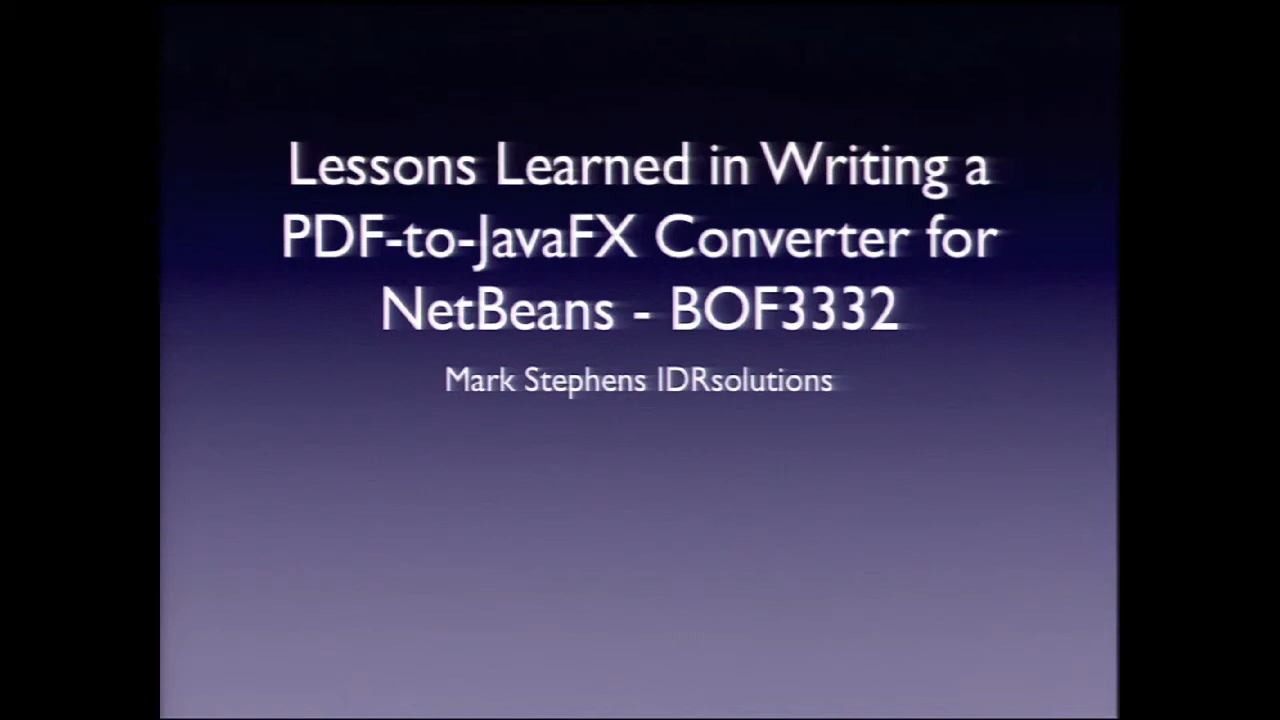 Lessons Learned in Writing a
PDF-to-JavaFX Converter for
NetBeans - BOF3332
Mark Stephens IDRsolutions